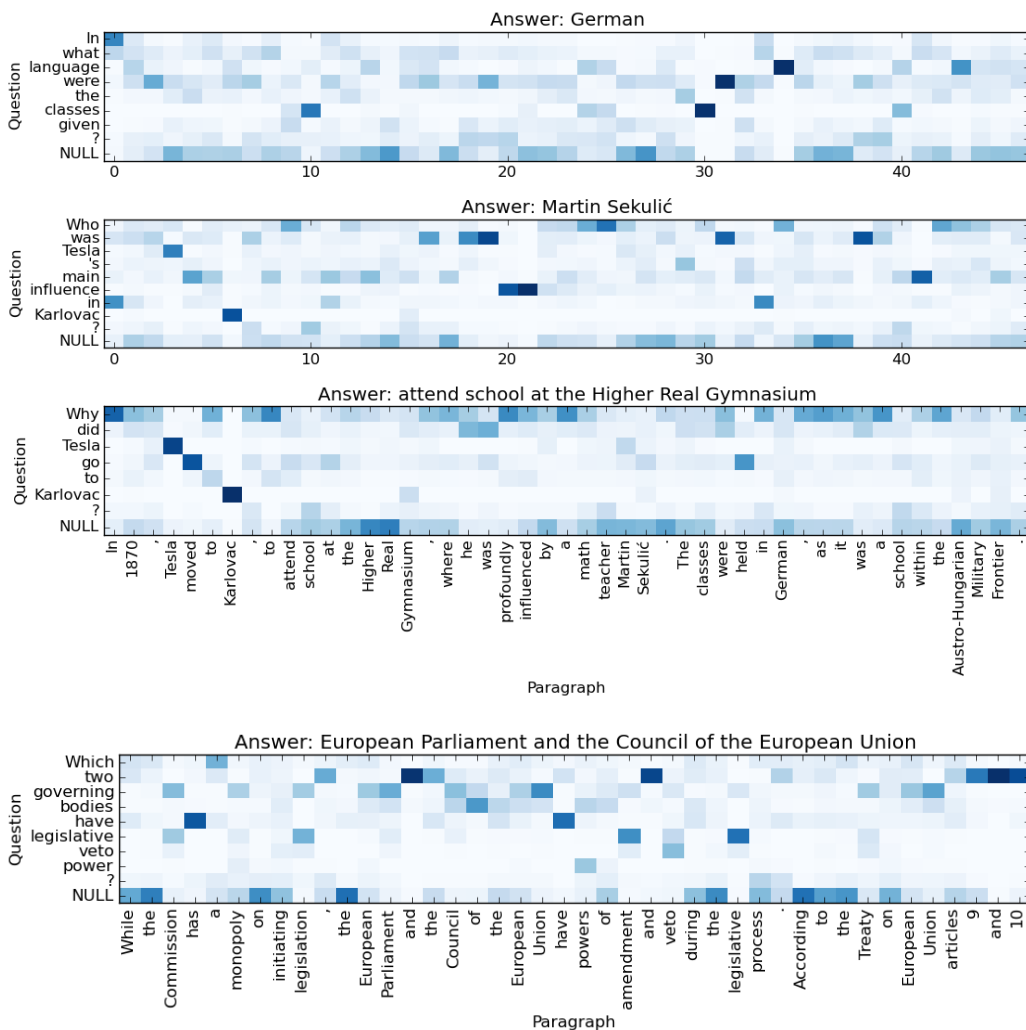 Answer: German
Question
In
what
language
were
the
classes
given
?
NULL
0 10 20 30 40
Answer: Martin Sekulić
Question
Who
was
Tesla
's
main
influence
in
Karlovac
?
NULL
0 10 20 30 40
Answer: attend school at the Higher Real Gymnasium
Question
Why
did
Tesla
go
to
Karlovac
?
NULL
In 1870 , Tesla moved to Karlovac , to attend school at the Higher Real Gymnasium , where he was profoundly influenced by a math teacher Martin Sekulić . The classes were held in German , as it was a school within the Austro-Hungarian Military Frontier .
Paragraph
Answer: European Parliament and the Council of the European Union
Question
Which
two
governing
bodies
have
legislative
veto
power
?
NULL
While the Commission has a monopoly on initiating legislation , the European Parliament and the Council of the European Union have powers of amendment and veto during the legislative process . According to the Treaty on European Union articles 9 and 10
Paragraph